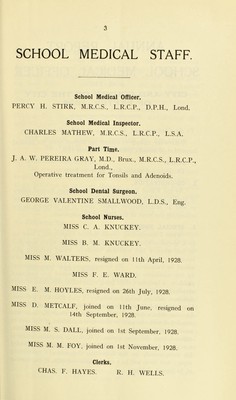 3
SCHOOL MEDICAL STAFF.
School Medical Officer,
PERCY H. STIRK, M.R.C.S., L.R.C.P., D.P.H., Lond.
School Medical Inspector.
CHARLES MATHEW, M.R.C.S., L.R.C.P., L.S.A.
Part Time.
J. A. W. PEREIRA GRAY, M.D., Brux., M.R.C.S., L.R.C.P.,
Lond.,
Operative treatment for Tonsils and Adenoids.
School Dental Surgeon,
GEORGE VALENTINE SMALLWOOD, L.D.S., Eng.
School Nurses.
MISS C. A. KNUCKEY.
MISS B. M. KNUCKEY.
MISS M. WALTERS, resigned on 11th April, 1928.
MISS F. E. WARD.
MISS E. M. HOYLES, resigned on 26th July, 1928.
MISS D. METCALF, joined on 11th June, resigned on
14th September, 1928.
MISS M. S. DALL, joined on 1st September, 1928.
MISS M. M. FOY, joined on 1st November, 1928.
Clerks.
CHAS. F. HAYES. R. H. WELLS.